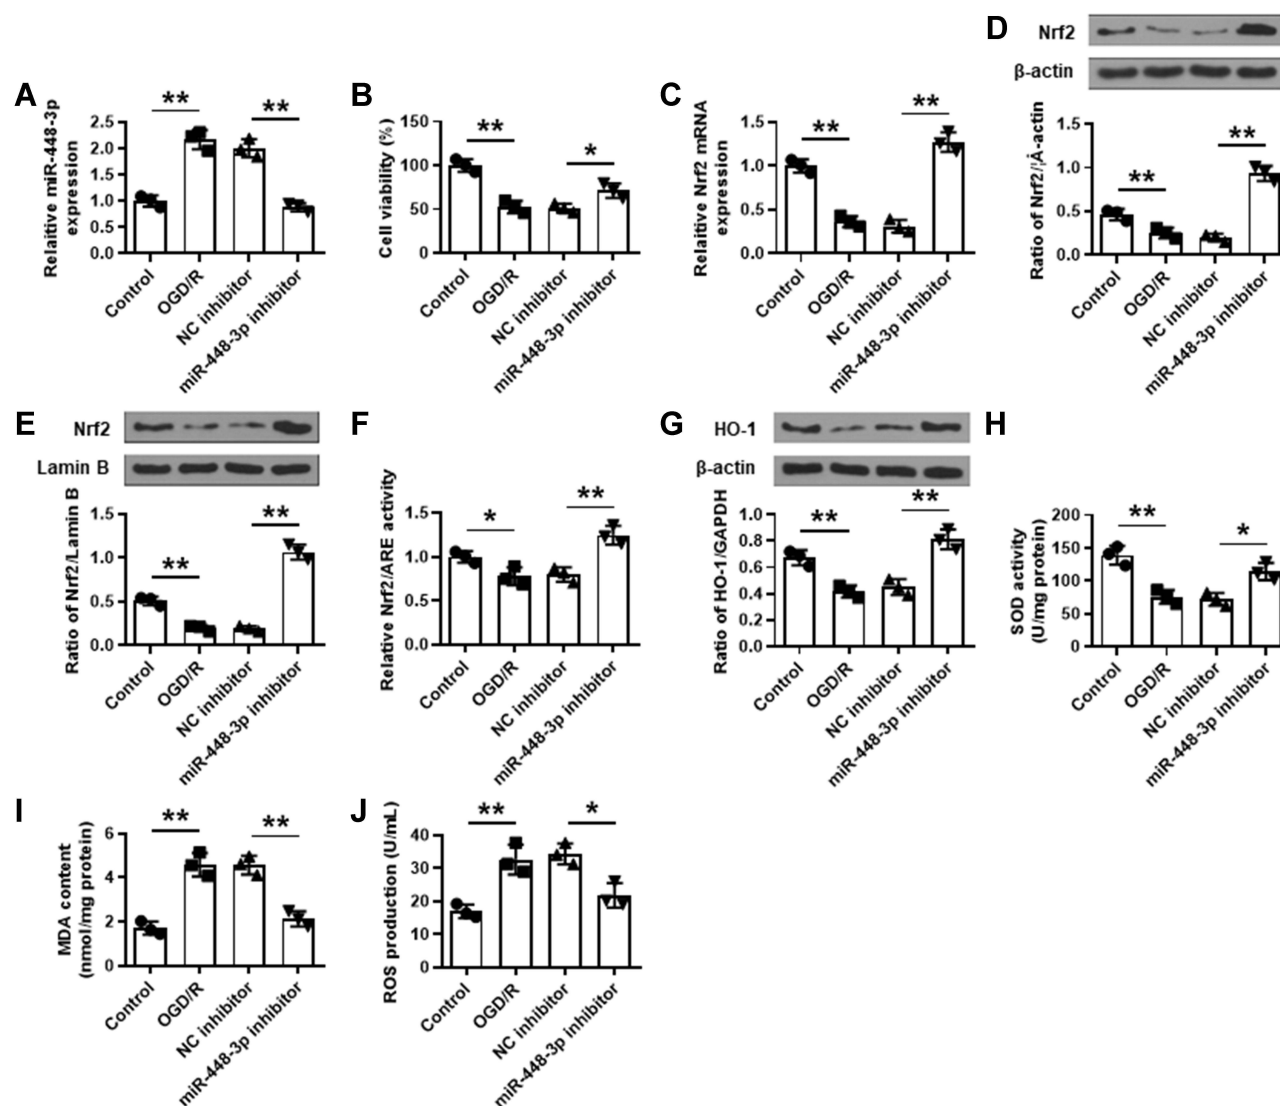 A
**
**
Relaitive miR-448-3p
expression
2.5
2.0
1.5
1.0
0.5
0.0
Control
OGD/R
NC inhibitor
miR-448-3p inhibitor
B
**
*
Cell viability (%)
150
100
50
0
Control
OGD/R
NC inhibitor
miR-448-3p inhibitor
C
**
**
Relaitive Nrf2 mRNA
expression
1.5
1.0
0.5
0.0
Control
OGD/R
NC inhibitor
miR-448-3p inhibitor
D
Nrf2
β-actin
**
**
Ratio of Nrf2/¦Â-actin
1.5
1.0
0.5
0.0
Control
OGD/R
NC inhibitor
miR-448-3p inhibitor
E
Nrf2
Lamin B
**
**
Ratio of Nrf2/Lamin B
1.5
1.0
0.5
0.0
Control
OGD/R
NC inhibitor
miR-448-3p inhibitor
F
*
**
Relative Nrf2/ARE activity
1.5
1.0
0.5
0.0
Control
OGD/R
NC inhibitor
miR-448-3p inhibitor
G
HO-1
β-actin
**
**
Ratio of HO-1/GAPDH
1.0
0.8
0.6
0.4
0.2
0.0
Control
OGD/R
NC inhibitor
miR-448-3p inhibitor
H
**
*
SOD activity
(U/mg protein)
200
150
100
50
0
Control
OGD/R
NC inhibitor
miR-448-3p inhibitor
I
**
**
MDA content
(nmol/mg protein)
6
4
2
0
Control
OGD/R
NC inhibitor
miR-448-3p inhibitor
J
**
*
ROS production (U/mL)
40
30
20
10
0
Control
OGD/R
NC inhibitor
miR-448-3p inhibitor